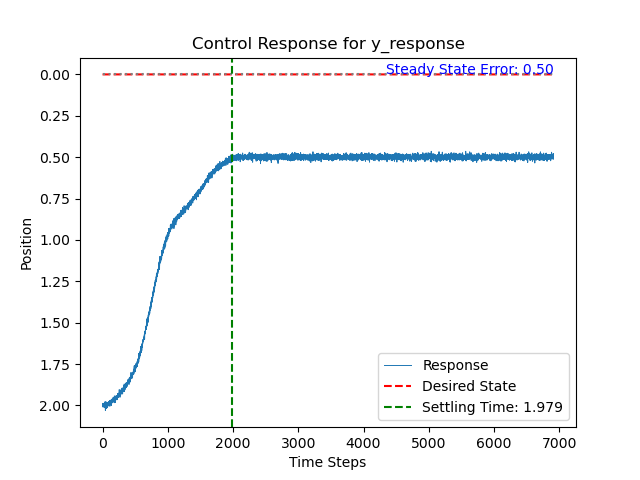 Control Response for y_response
Steady State Error: 0.50
0.00
0.25
0.50
0.75
1.00
1.25
1.50
1.75
2.00
Position
Response
Desired State
Settling Time: 1.979
0 1000 2000 3000 4000 5000 6000 7000
Time Steps